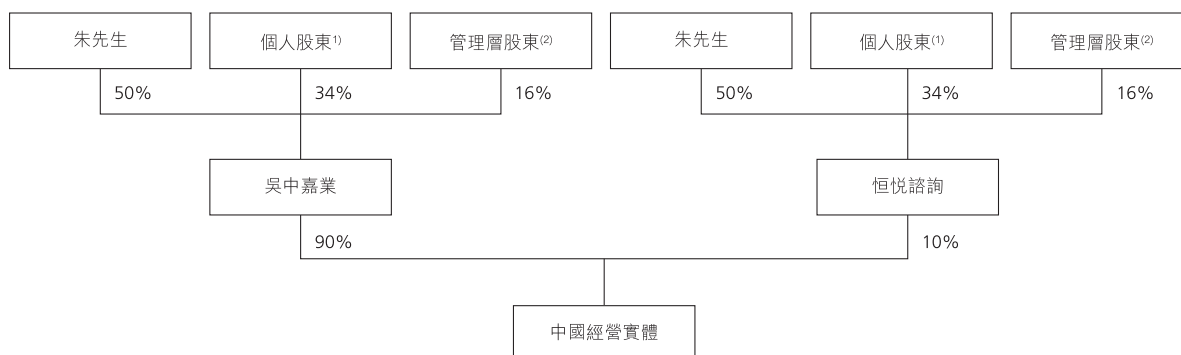 朱先生
個人股東¹⁾
管理層股東⁽²⁾
朱先生
個人股東⁽¹⁾
管理層股東⁽²⁾
50%
34%
16%
50%
34%
16%
吳中嘉業
恒悦諮詢
90%
10%
中國經營實體